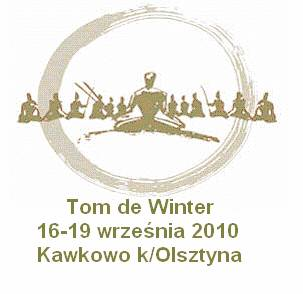 Tom de Winter
16-19 września 2010
Kawkowo k/Olsztyna